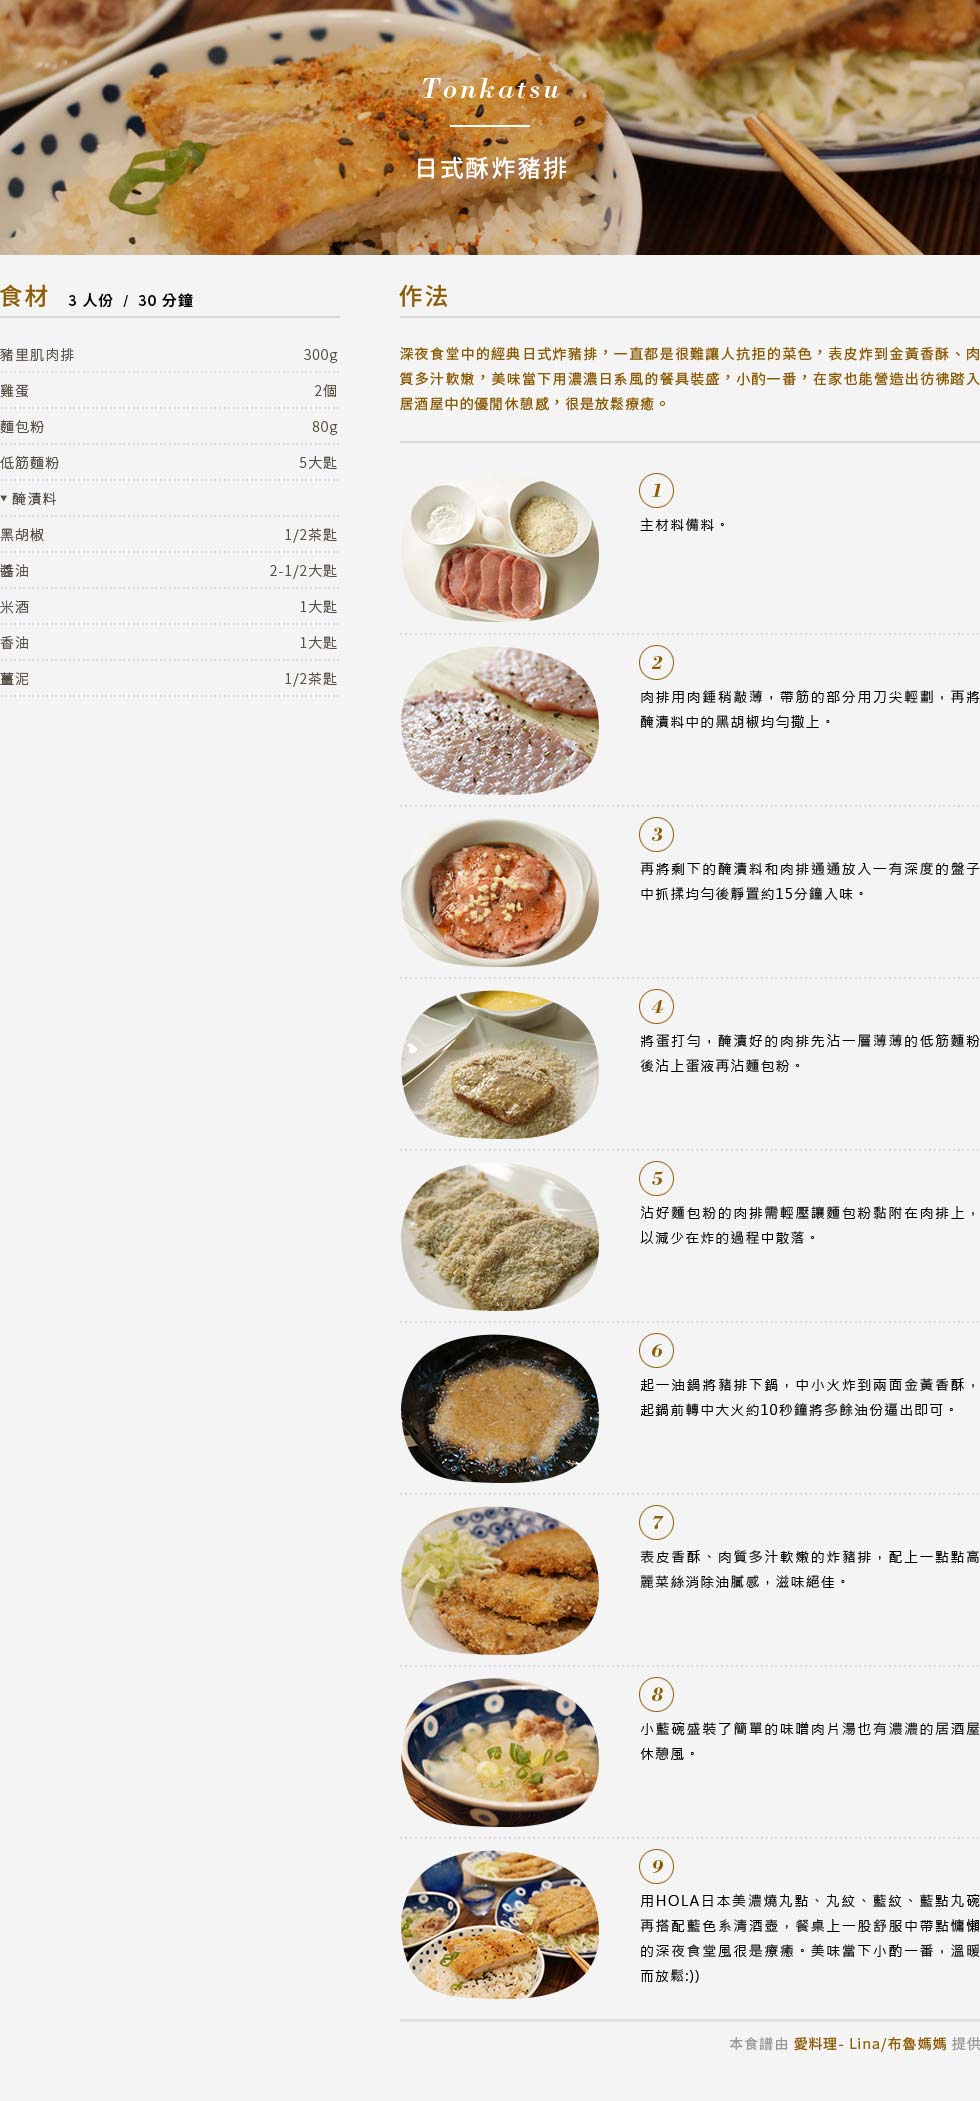 Tonkatsu
日式酥炸豬排
食材 3 人份 / 30 分鐘
豬里肌肉排 300g
雞蛋 2個
麵包粉 80g
低筋麵粉 5大匙
▼ 醃漬料
黑胡椒 1/2茶匙
醬油 2-1/2大匙
米酒 1大匙
香油 1大匙
薑泥 1/2茶匙
作法
深夜食堂中的經典日式炸豬排，一直都是很難讓人抗拒的菜色，表皮炸到金黃香酥、肉
質多汁軟嫩，美味當下用濃濃日系風的餐具裝盛，小酌一番，在家也能營造出彷彿踏入
居酒屋中的優閒休憩感，很是放鬆療癒。
1
主材料備料。
2
肉排用肉錘稍敲薄，帶筋的部分用刀尖輕劃，再將
醃漬料中的黑胡椒均勻撒上。
3
再將剩下的醃漬料和肉排通通放入一有深度的盤子
中抓揉均勻後靜置約15分鐘入味。
4
將蛋打勻，醃漬好的肉排先沾一層薄薄的低筋麵粉
後沾上蛋液再沾麵包粉。
5
沾好麵包粉的肉排需輕壓讓麵包粉黏附在肉排上，
以減少在炸的過程中散落。
6
起一油鍋將豬排下鍋，中小火炸到兩面金黃香酥，
起鍋前轉中大火約10秒鐘將多餘油份逼出即可。
7
表皮香酥、肉質多汁軟嫩的炸豬排，配上一點點高
麗菜絲消除油膩感，滋味絕佳。
8
小藍碗盛裝了簡單的味噌肉片湯也有濃濃的居酒屋
休憩風。
9
用HOLA日本美濃燒丸點、丸紋、藍紋、藍點丸碗
再搭配藍色系清酒壺，餐桌上一股舒服中帶點慵懶
的深夜食堂風很是療癒。美味當下小酌一番，溫暖
而放鬆:))
本食譜由 愛料理- Lina/布魯媽媽 提供